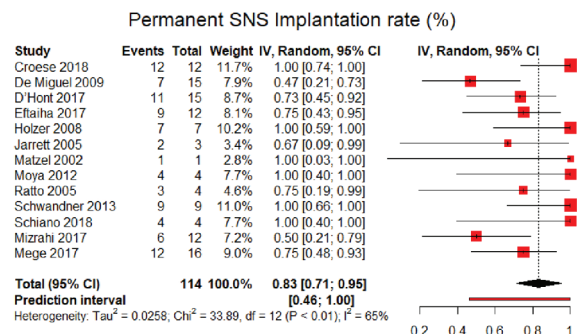 Permanent SNS Implantation rate (%)
Study Events Total Weight IV, Random, 95% CI IV, Random, 95% CI
Croese 2018 12 12 11.7% 1.00 [0.74; 1.00]
De Miguel 2009 7 15 7.9% 0.47 [0.21; 0.73]
D'Hont 2017 11 15 9.0% 0.73 [0.45; 0.92]
Eftaiha 2017 9 12 8.3% 0.75 [0.43; 0.95]
Holzer 2008 7 7 10.2% 1.00 [0.59; 1.00]
Jarrett 2005 2 3 3.4% 0.67 [0.09; 0.99]
Matzel 2002 1 1 2.8% 1.00 [0.03; 1.00]
Moya 2012 4 4 8.0% 1.00 [0.40; 1.00]
Ratto 2005 3 4 4.6% 0.75 [0.19; 0.99]
Schwandner 2013 9 9 11.0% 1.00 [0.66; 1.00]
Schiano 2018 4 4 8.0% 1.00 [0.40; 1.00]
Mizrahi 2017 6 12 7.1% 0.50 [0.21; 0.79]
Mege 2017 12 16 9.0% 0.75 [0.48; 0.93]
Total (95% CI) 114 100.0% 0.83 [0.71; 0.95]
Prediction interval [0.46; 1.00]
Heterogeneity: Tau² = 0.0258; Chi² = 33.89, df = 12 (P < 0.01); I² = 65%
0.2 0.4 0.6 0.8 1